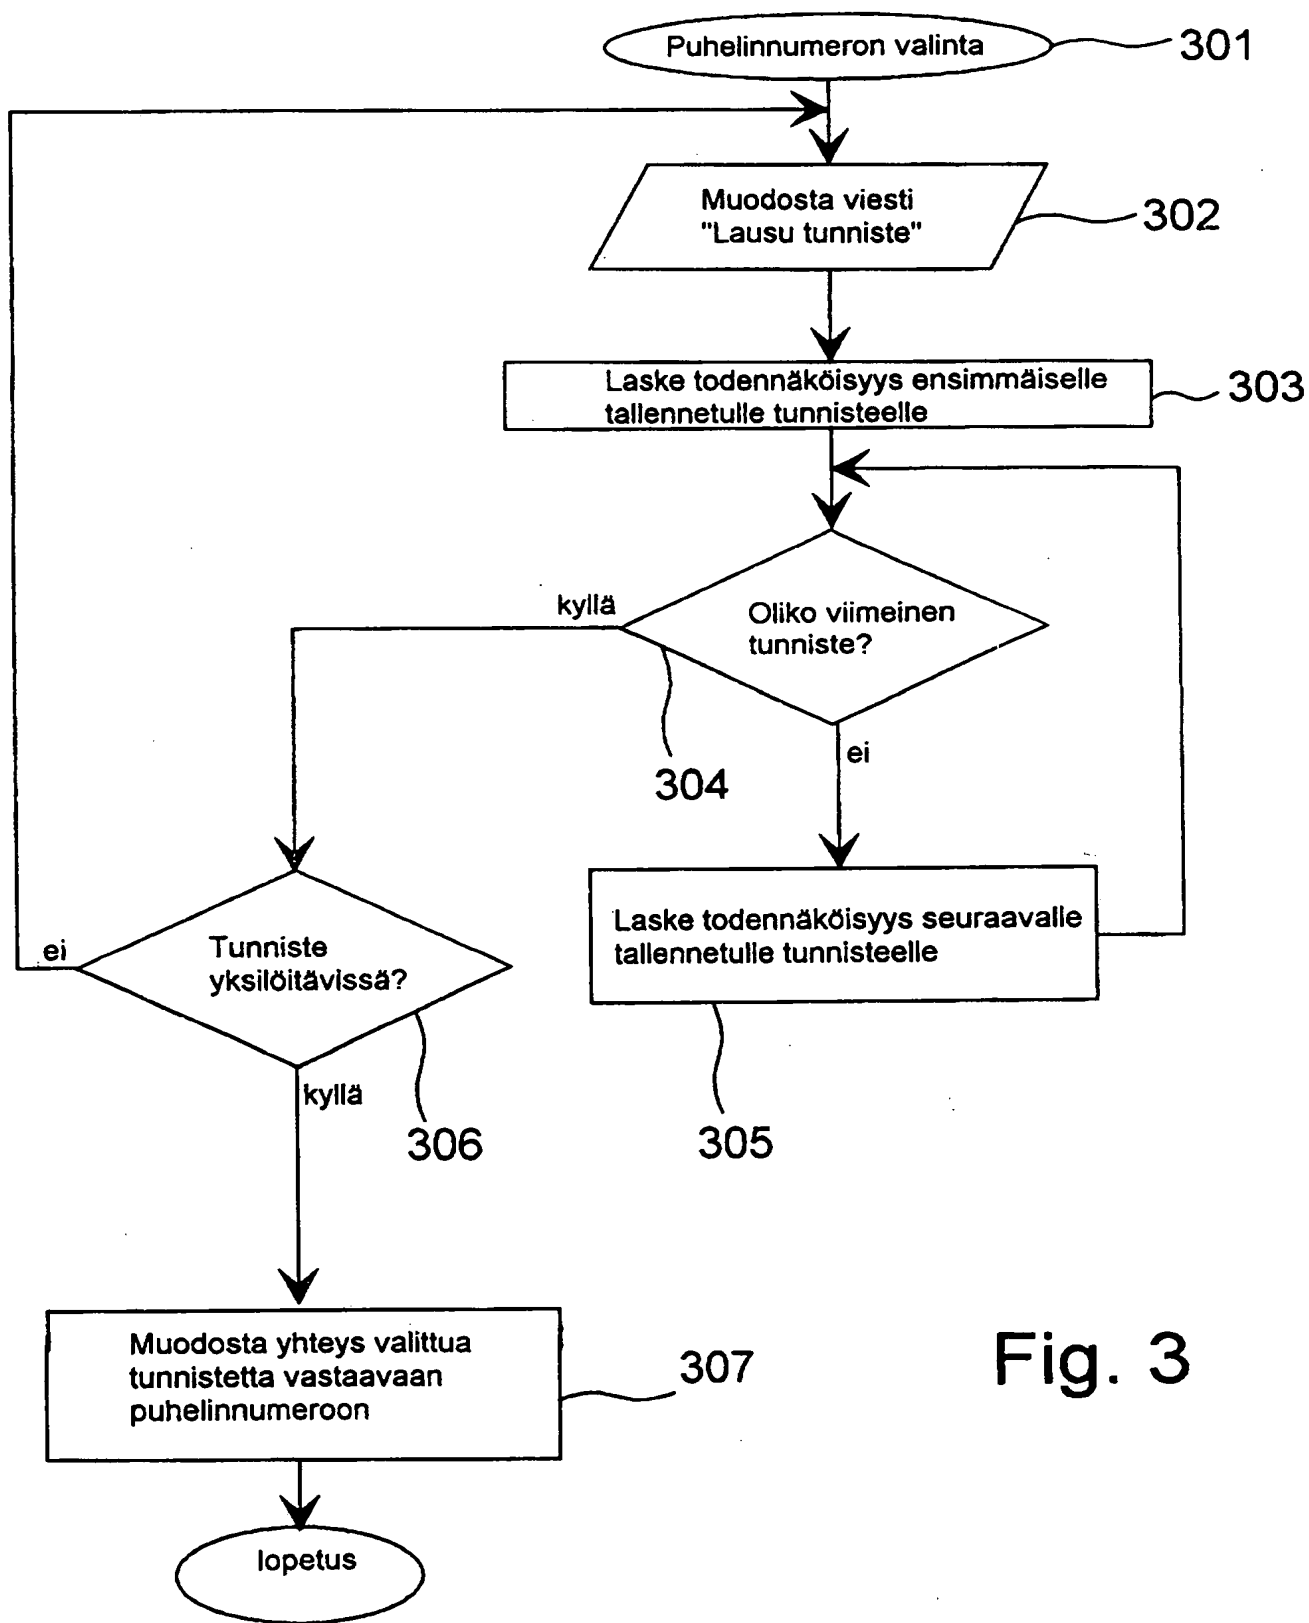 Puhelinnumeron valinta
301
Muodosta viesti
"Lausu tunniste"
302
Laske todennäköisyys ensimmäiselle
tallennetulle tunnisteelle
303
kyllä
Oliko viimeinen
tunniste?
304
ei
Laske todennäköisyys seuraavalle
tallennetulle tunnisteelle
305
ei
Tunniste
yksilöitävissä?
kyllä
306
Muodosta yhteys valittua
tunnistetta vastaavaan
puhelinnumeroon
307
Fig. 3
lopetus